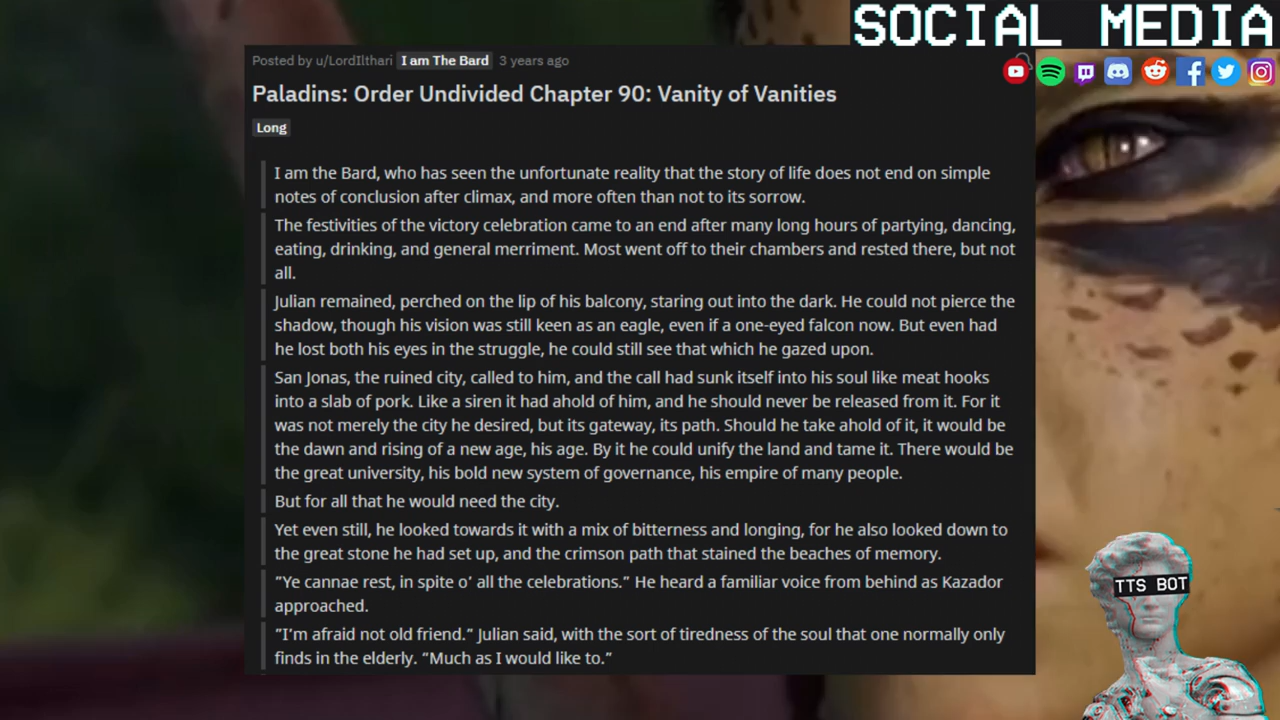 SOCIAL MEDIA
Posted by u/LordIlthari I am The Bard 3 years ago
Paladins: Order Undivided Chapter 90: Vanity of Vanities
Long
I am the Bard, who has seen the unfortunate reality that the story of life does not end on simple
notes of conclusion after climax, and more often than not to its sorrow.
The festivities of the victory celebration came to an end after many long hours of partying, dancing,
eating, drinking, and general merriment. Most went off to their chambers and rested there, but not
all.
Julian remained, perched on the lip of his balcony, staring out into the dark. He could not pierce the
shadow, though his vision was still keen as an eagle, even if a one-eyed falcon now. But even had
he lost both his eyes in the struggle, he could still see that which he gazed upon.
San Jonas, the ruined city, called to him, and the call had sunk itself into his soul like meat hooks
into a slab of pork. Like a siren it had ahold of him, and he should never be released from it. For it
was not merely the city he desired, but its gateway, its path. Should he take ahold of it, it would be
the dawn and rising of a new age, his age. By it he could unify the land and tame it. There would be
the great university, his bold new system of governance, his empire of many people.
But for all that he would need the city.
Yet even still, he looked towards it with a mix of bitterness and longing, for he also looked down to
the great stone he had set up, and the crimson path that stained the beaches of memory.
"Ye cannae rest, in spite o’ all the celebrations.” He heard a familiar voice from behind as Kazador
approached.
"I’m afraid not old friend.” Julian said, with the sort of tiredness of the soul that one normally only
finds in the elderly. “Much as I would like to.”
TTS BOT